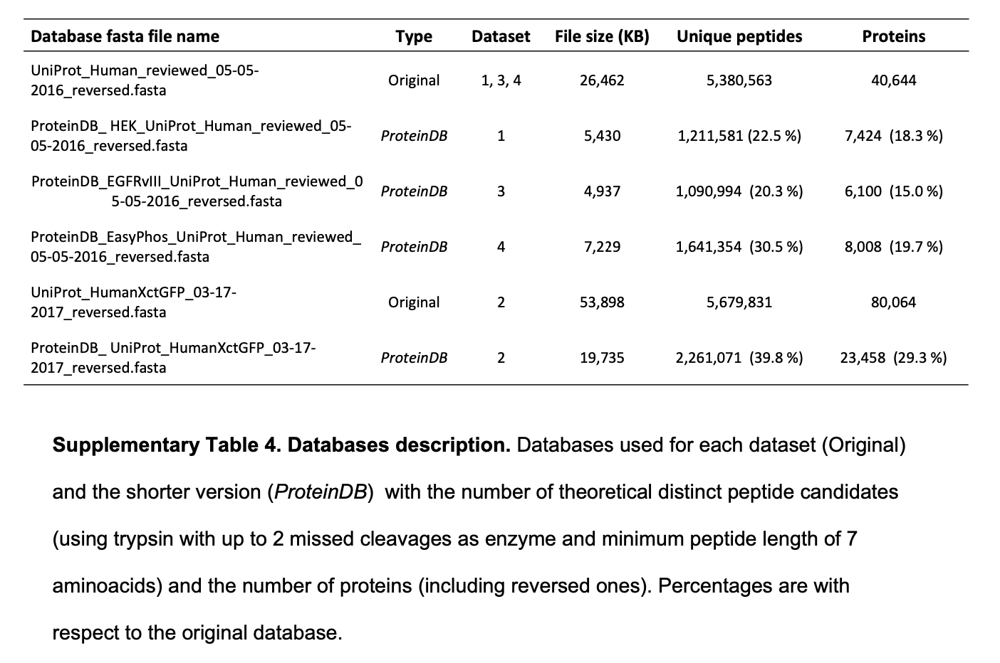 Database fasta file name Type Dataset File size (KB) Unique peptides Proteins
UniProt_Human_reviewed_05-05-
2016_reversed.fasta Original 1, 3, 4 26,462 5,380,563 40,644
ProteinDB_ HEK_UniProt_Human_reviewed_05-
05-2016_reversed.fasta ProteinDB 1 5,430 1,211,581 (22.5 %) 7,424 (18.3 %)
ProteinDB_EGFRvIII_UniProt_Human_reviewed_0
5-05-2016_reversed.fasta ProteinDB 3 4,937 1,090,994 (20.3 %) 6,100 (15.0 %)
ProteinDB_EasyPhos_UniProt_Human_reviewed_
05-05-2016_reversed.fasta ProteinDB 4 7,229 1,641,354 (30.5 %) 8,008 (19.7 %)
UniProt_HumanXctGFP_03-17-
2017_reversed.fasta Original 2 53,898 5,679,831 80,064
ProteinDB_ UniProt_HumanXctGFP_03-17-
2017_reversed.fasta ProteinDB 2 19,735 2,261,071 (39.8 %) 23,458 (29.3 %)
Supplementary Table 4. Databases description. Databases used for each dataset (Original)
and the shorter version (ProteinDB) with the number of theoretical distinct peptide candidates
(using trypsin with up to 2 missed cleavages as enzyme and minimum peptide length of 7
aminoacids) and the number of proteins (including reversed ones). Percentages are with
respect to the original database.